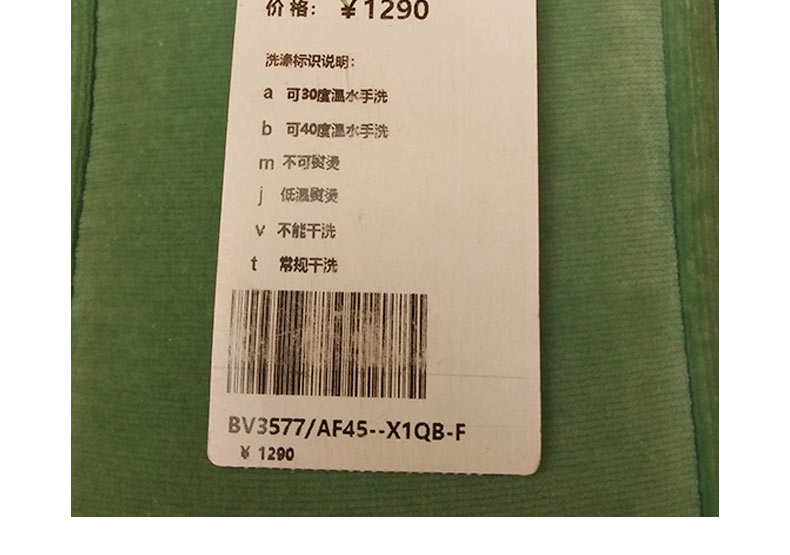 价格：¥1290
洗涤标识说明：
a 可30度温水手洗
b 可40度温水手洗
m 不可熨烫
j 低温熨烫
v 不能干洗
t 常规干洗
BV3577/AF45--X1QB-F
¥ 1290